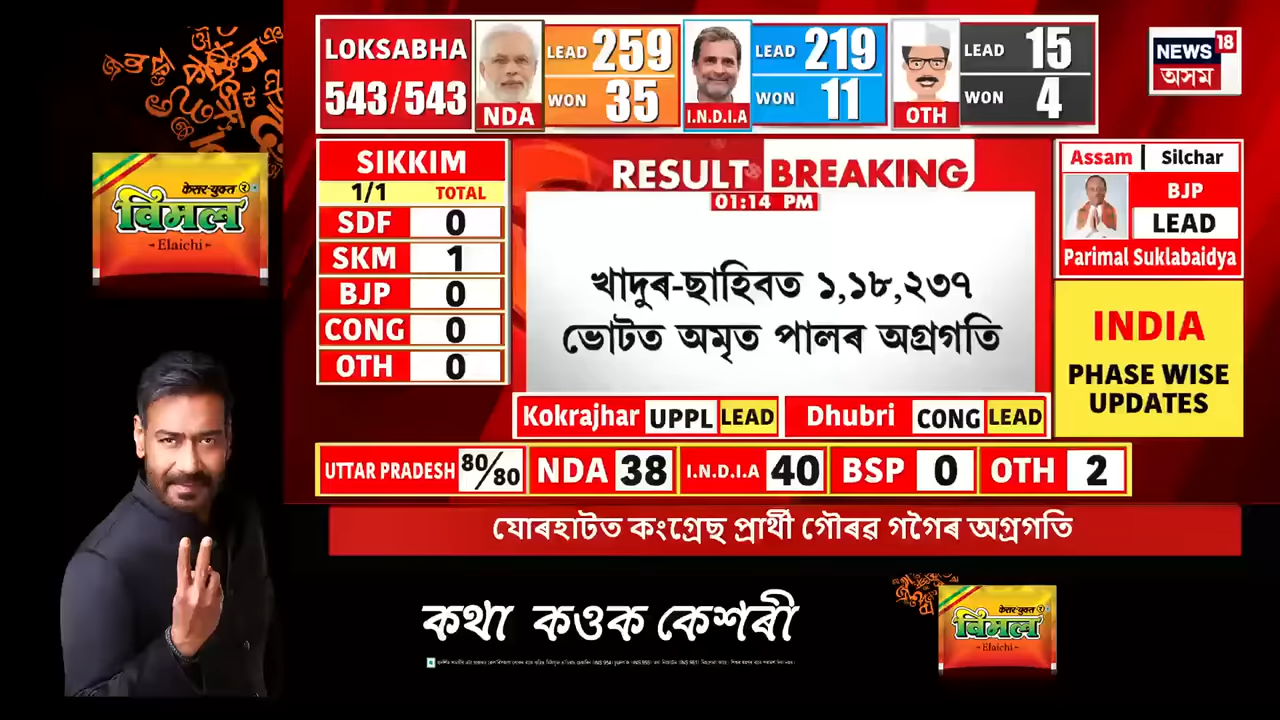 LOKSABHA
543/543
NDA
LEAD 259
WON 35
I.N.D.I.A
LEAD 219
WON 11
OTH
LEAD 15
WON 4
NEWS 18
অসম
SIKKIM
1/1 TOTAL
SDF 0
SKM 1
BJP 0
CONG 0
OTH 0
RESULT BREAKING
01:14 PM
খাদুৰ-ছাহিবত ১,১৮,২৩৭
ভোটত অমৃত পালৰ অগ্ৰগতি
Assam | Silchar
BJP
LEAD
Parimal Suklabaidya
INDIA
PHASE WISE
UPDATES
Kokrajhar UPPL LEAD Dhubri CONG LEAD
UTTAR PRADESH 80/80 NDA 38 I.N.D.I.A 40 BSP 0 OTH 2
যোৰহাটত কংগ্ৰেছ প্ৰাৰ্থী গৌৰৱ গগৈৰ অগ্ৰগতি
केसर-युक्त
विमल
Elaichi
কথা কওক কেশৰী
केसर-युक्त
विमल
Elaichi